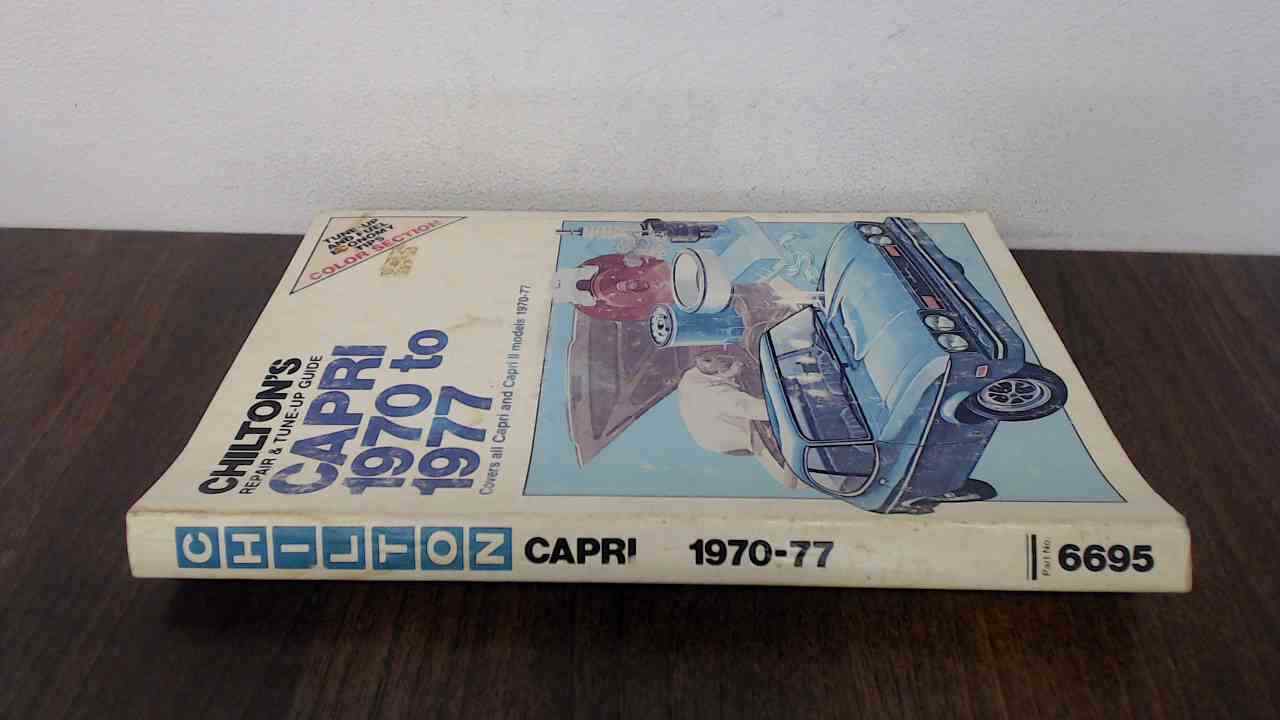 TUNE-UP
AND FUEL
ECONOMY
TIPS
COLOR SECTION
CHILTON'S
REPAIR & TUNE-UP GUIDE
CAPRI
1970 to
1977
Covers all Capri and Capri II models 1970-77
CHILTON CAPRI 1970-77 Part No. 6695